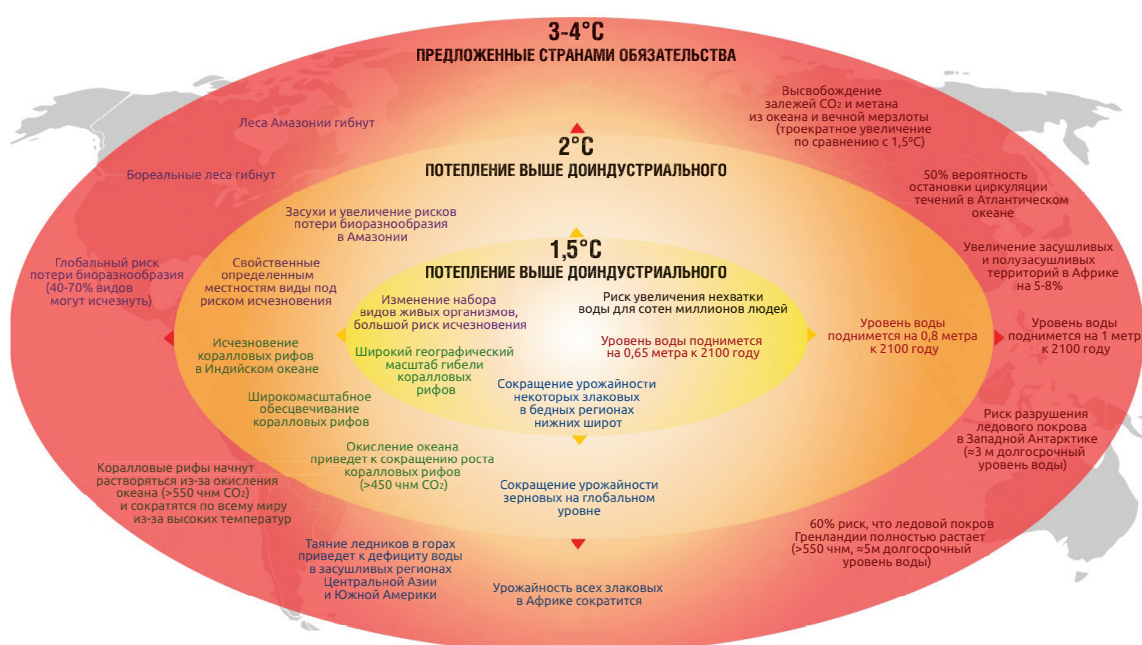 3-4°C
ПРЕДЛОЖЕННЫЕ СТРАНАМИ ОБЯЗАТЕЛЬСТВА
Высвобождение
залежей CO₂ и метана
из океана и вечной мерзлоты
(троекратное увеличение
по сравнению с 1,5ºC)
Леса Амазонии гибнут
2°C
ПОТЕПЛЕНИЕ ВЫШЕ ДОИНДУСТРИАЛЬНОГО
Бореальные леса гибнут
50% вероятность
остановки циркуляции
течений в Атлантическом
океане
Засухи и увеличение рисков
потери биоразнообразия
в Амазонии
1,5°C
ПОТЕПЛЕНИЕ ВЫШЕ ДОИНДУСТРИАЛЬНОГО
Увеличение засушливых
и полузасушливых
территорий в Африке
на 5-8%
Глобальный риск
потери биоразнообразия
(40-70% видов
могут исчезнуть)
Свойственные
определенным
местностям виды под
риском исчезновения
Изменение набора
видов живых организмов,
большой риск исчезновения
Риск увеличения нехватки
воды для сотен миллионов людей
Уровень воды
поднимется на 0,8 метра
к 2100 году
Уровень воды
поднимется на 1 метр
к 2100 году
Исчезновение
коралловых рифов
в Индийском океане
Широкий географический
масштаб гибели
коралловых
рифов
Уровень воды поднимется
на 0,65 метра к 2100 году
Сокращение урожайности
некоторых злаковых
в бедных регионах
нижних широт
Широкомасштабное
обесцвечивание
коралловых рифов
Риск разрушения
ледового покрова
в Западной Антарктике
(≈3 м долгосрочный
уровень воды)
Окисление океана
приведет к сокращению роста
коралловых рифов
(>450 чнм CO₂)
Коралловые рифы начнут
растворяться из-за окисления
океана (>550 чнм CO₂)
и сократятся по всему миру
из-за высоких температур
Сокращение урожайности
зерновых на глобальном
уровне
60% риск, что ледовой покров
Гренландии полностью растает
(>550 чнм, ≈5м долгосрочный
уровень воды)
Таяние ледников в горах
приведет к дефициту воды
в засушливых регионах
Центральной Азии
и Южной Америки
Урожайность всех злаковых
в Африке сократится